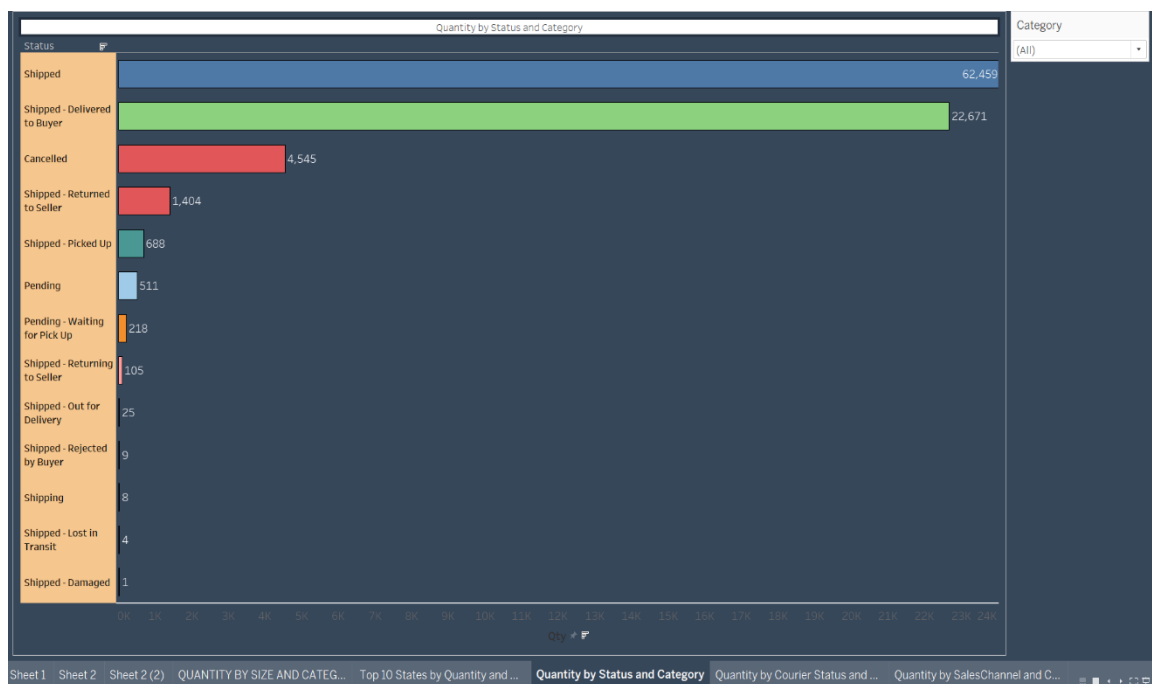 Quantity by Status and Category
Category
(All)
Status
Shipped
62,459
Shipped - Delivered
to Buyer
22,671
Cancelled
4,545
Shipped - Returned
to Seller
1,404
Shipped - Picked Up
688
Pending
511
Pending - Waiting
for Pick Up
218
Shipped - Returning
to Seller
105
Shipped - Out for
Delivery
25
Shipped - Rejected
by Buyer
9
Shipping
8
Shipped - Lost in
Transit
4
Shipped - Damaged
1
0K 1K 2K 3K 4K 5K 6K 7K 8K 9K 10K 11K 12K 13K 14K 15K 16K 17K 18K 19K 20K 21K 22K 23K 24K
Qty
Sheet 1 Sheet 2 Sheet 2 (2) QUANTITY BY SIZE AND CATEG... Top 10 States by Quantity and ... Quantity by Status and Category Quantity by Courier Status and ... Quantity by SalesChannel and C...